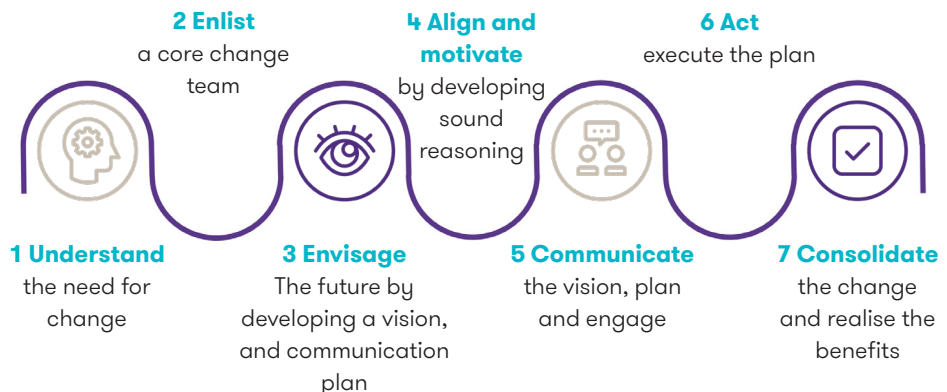 1 Understand
the need for
change
2 Enlist
a core change
team
3 Envisage
The future by
developing a vision,
and communication
plan
4 Align and
motivate
by developing
sound
reasoning
5 Communicate
the vision, plan
and engage
6 Act
execute the plan
7 Consolidate
the change
and realise the
benefits